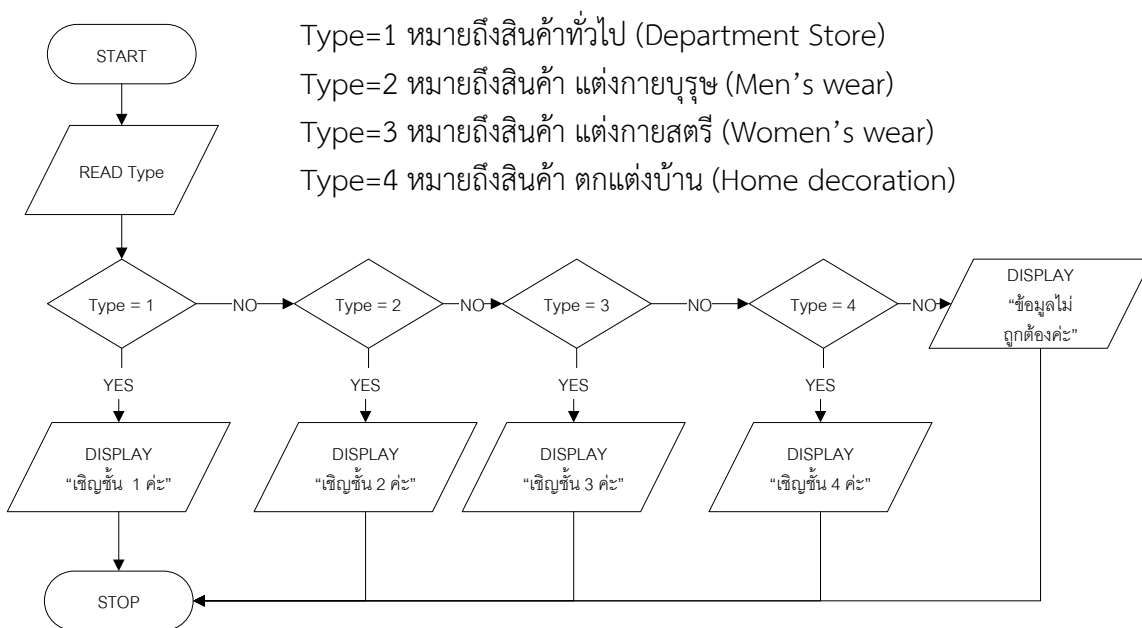 START
Type=1 หมายถึงสินค้าทั่วไป (Department Store)
Type=2 หมายถึงสินค้า แต่งกายบุรุษ (Men’s wear)
Type=3 หมายถึงสินค้า แต่งกายสตรี (Women’s wear)
Type=4 หมายถึงสินค้า ตกแต่งบ้าน (Home decoration)
READ Type
Type = 1
NO
Type = 2
NO
Type = 3
NO
Type = 4
NO
DISPLAY
“ข้อมูลไม่
ถูกต้องค่ะ”
YES
YES
YES
YES
DISPLAY
“เชิญชั้น 1 ค่ะ”
DISPLAY
“เชิญชั้น 2 ค่ะ”
DISPLAY
“เชิญชั้น 3 ค่ะ”
DISPLAY
“เชิญชั้น 4 ค่ะ”
STOP